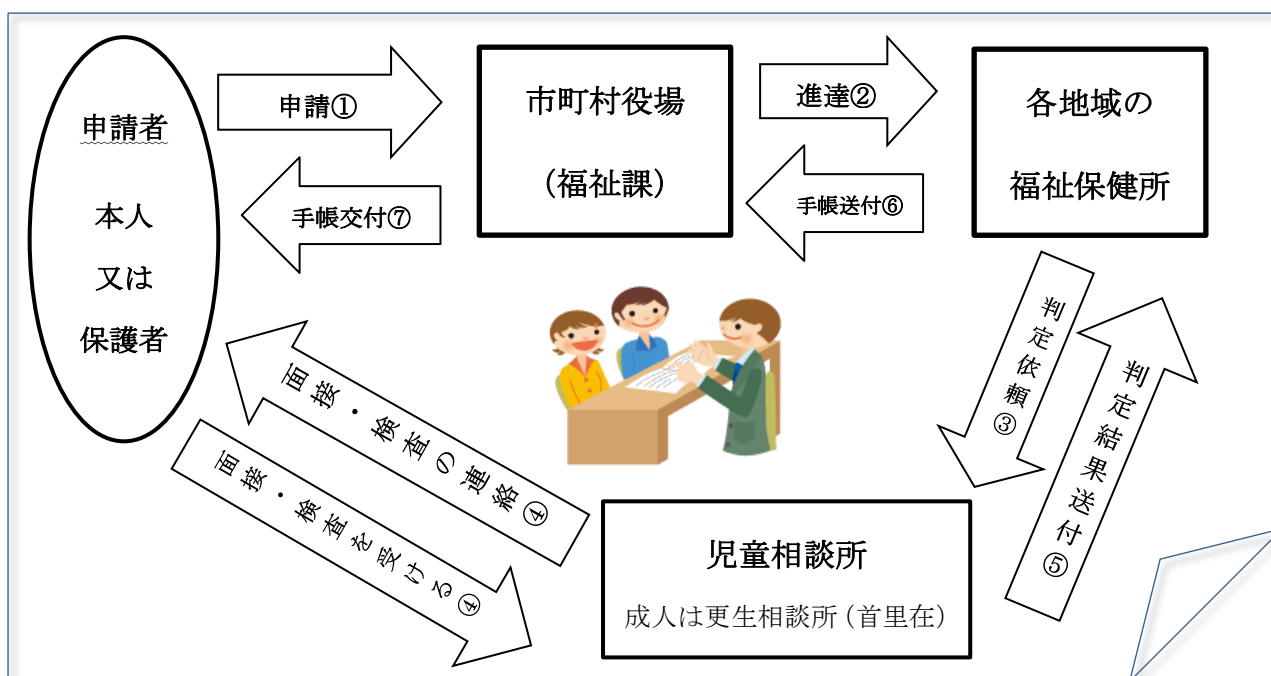 申請者
本人
又は
保護者
申請①
手帳交付⑦
市町村役場
（福祉課）
進達②
手帳送付⑥
各地域の
福祉保健所
判定依頼③
判定結果送付⑤
面接・検査の連絡④
面接・検査を受ける④
児童相談所
成人は更生相談所（首里在）